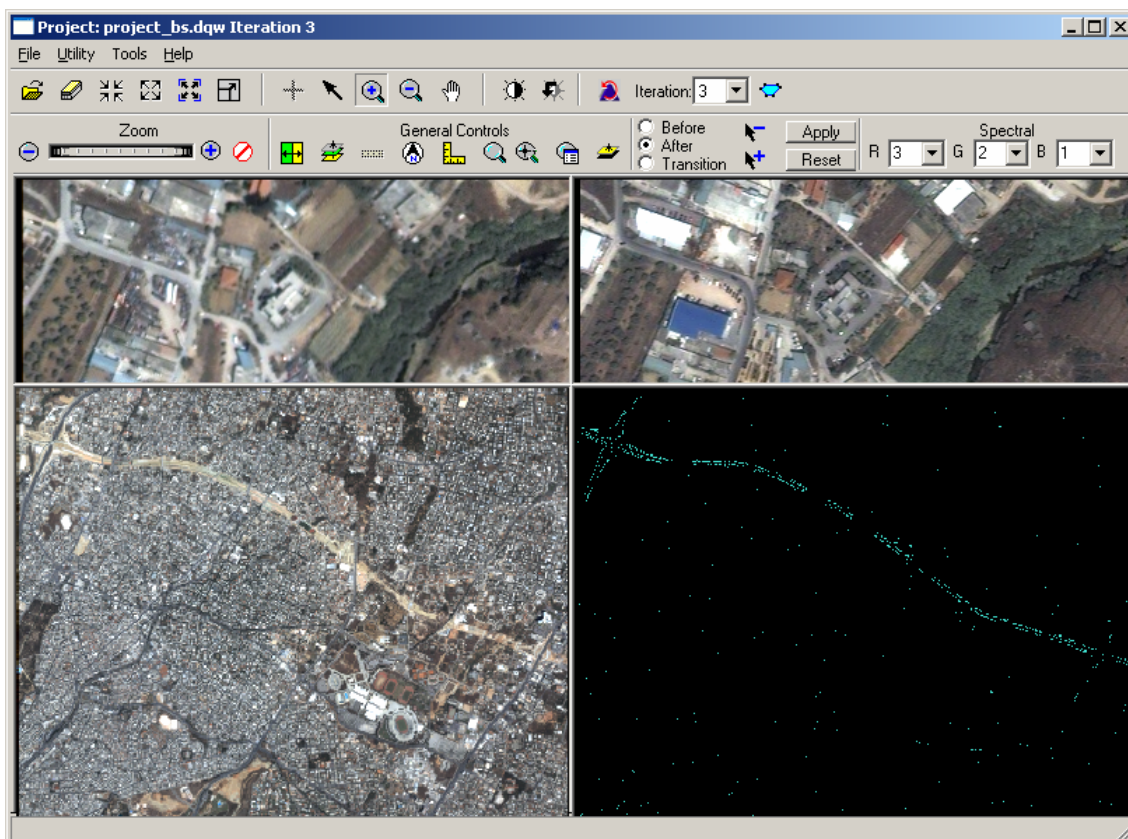 Project: project_bs.dqw Iteration 3
File Utility Tools Help
Iteration: 3
Zoom
General Controls
Before
After
Transition
Apply
Reset
Spectral
R 3 G 2 B 1